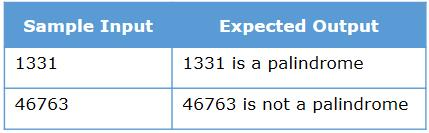 Sample Input Expected Output
1331 1331 is a palindrome
46763 46763 is not a palindrome